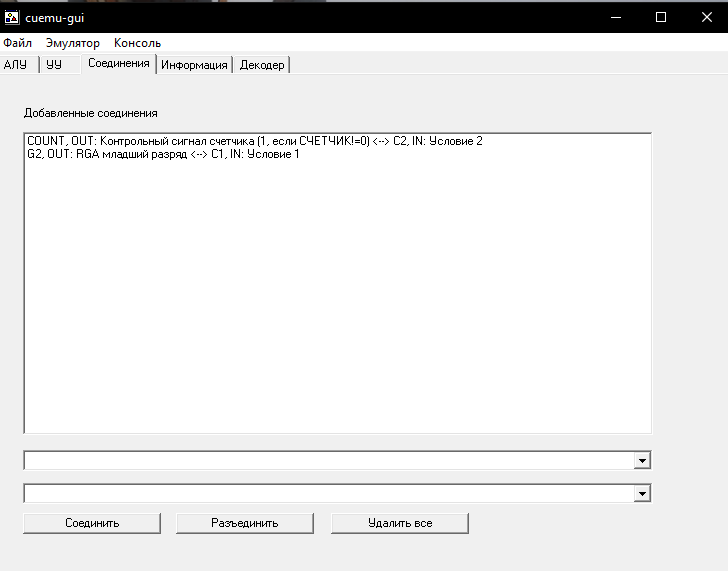 cuemu-gui
Файл Эмулятор Консоль
АЛУ УУ Соединения Информация Декодер
Добавленные соединения
COUNT, OUT: Контрольный сигнал счетчика (1, если СЧЕТЧИК!=0) <--> C2, IN: Условие 2
G2, OUT: RGA младший разряд <--> C1, IN: Условие 1
Соединить Разъединить Удалить все